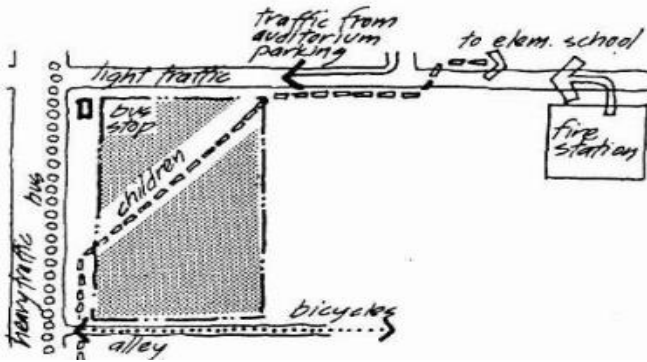 traffic from
auditorium
parking
to elem. school
light traffic
bus
stop
fire
station
children
heavy traffic bus
bicycles
alley